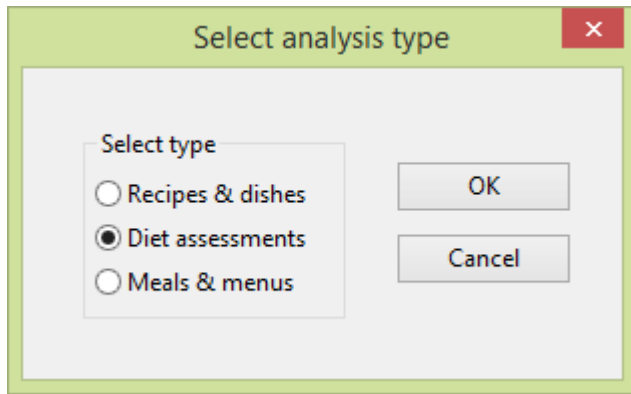 Select analysis type
Select type
Recipes & dishes
Diet assessments
Meals & menus
OK
Cancel